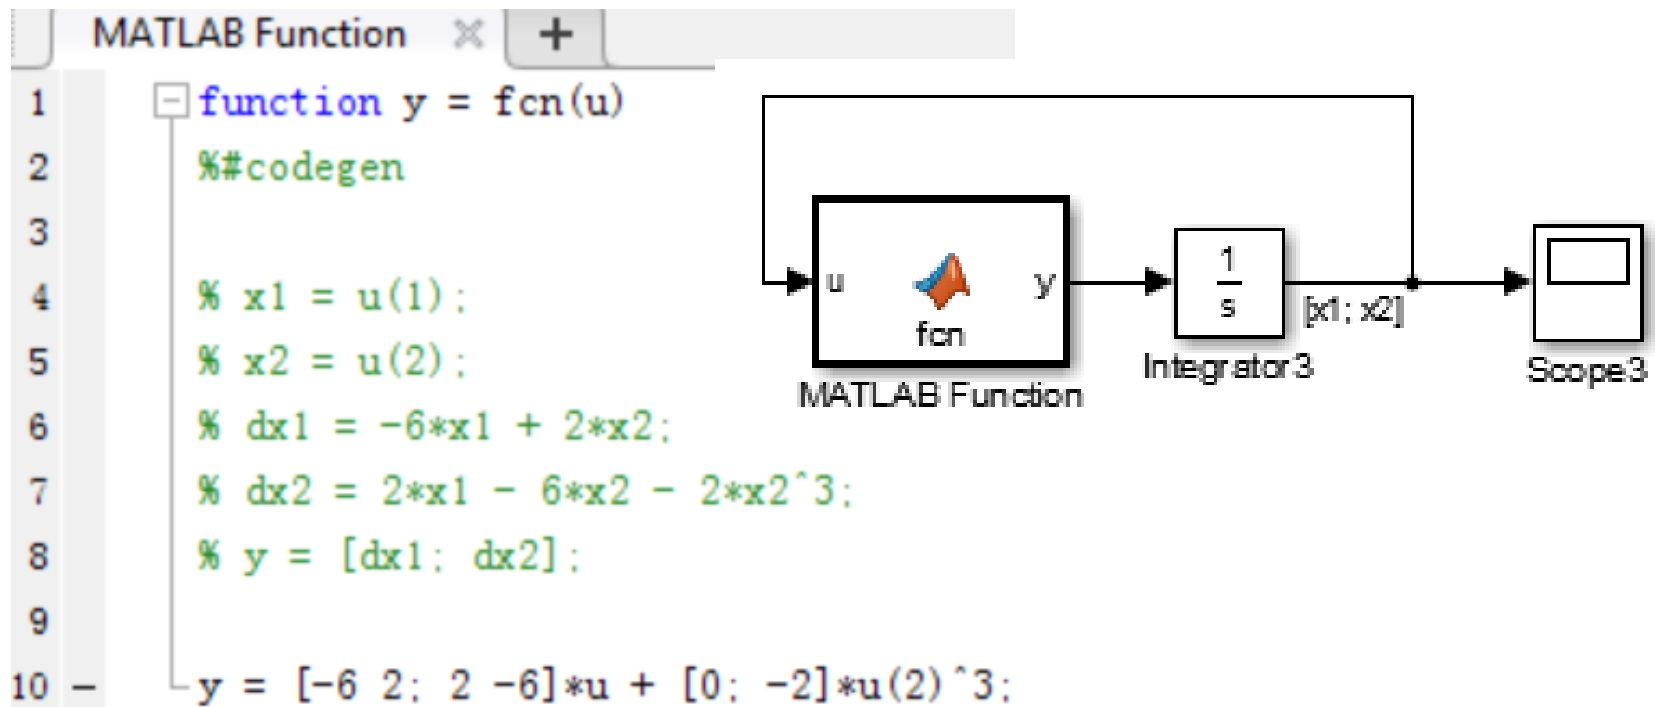 MATLAB Function
1 function y = fcn(u)
2 %#codegen
3
4 % x1 = u(1);
5 % x2 = u(2);
6 % dx1 = -6*x1 + 2*x2;
7 % dx2 = 2*x1 - 6*x2 - 2*x2^3;
8 % y = [dx1; dx2];
9
10 y = [-6 2; 2 -6]*u + [0; -2]*u(2)^3;
u
y
fcn
MATLAB Function
1
s
Integrator3
[x1; x2]
Scope3